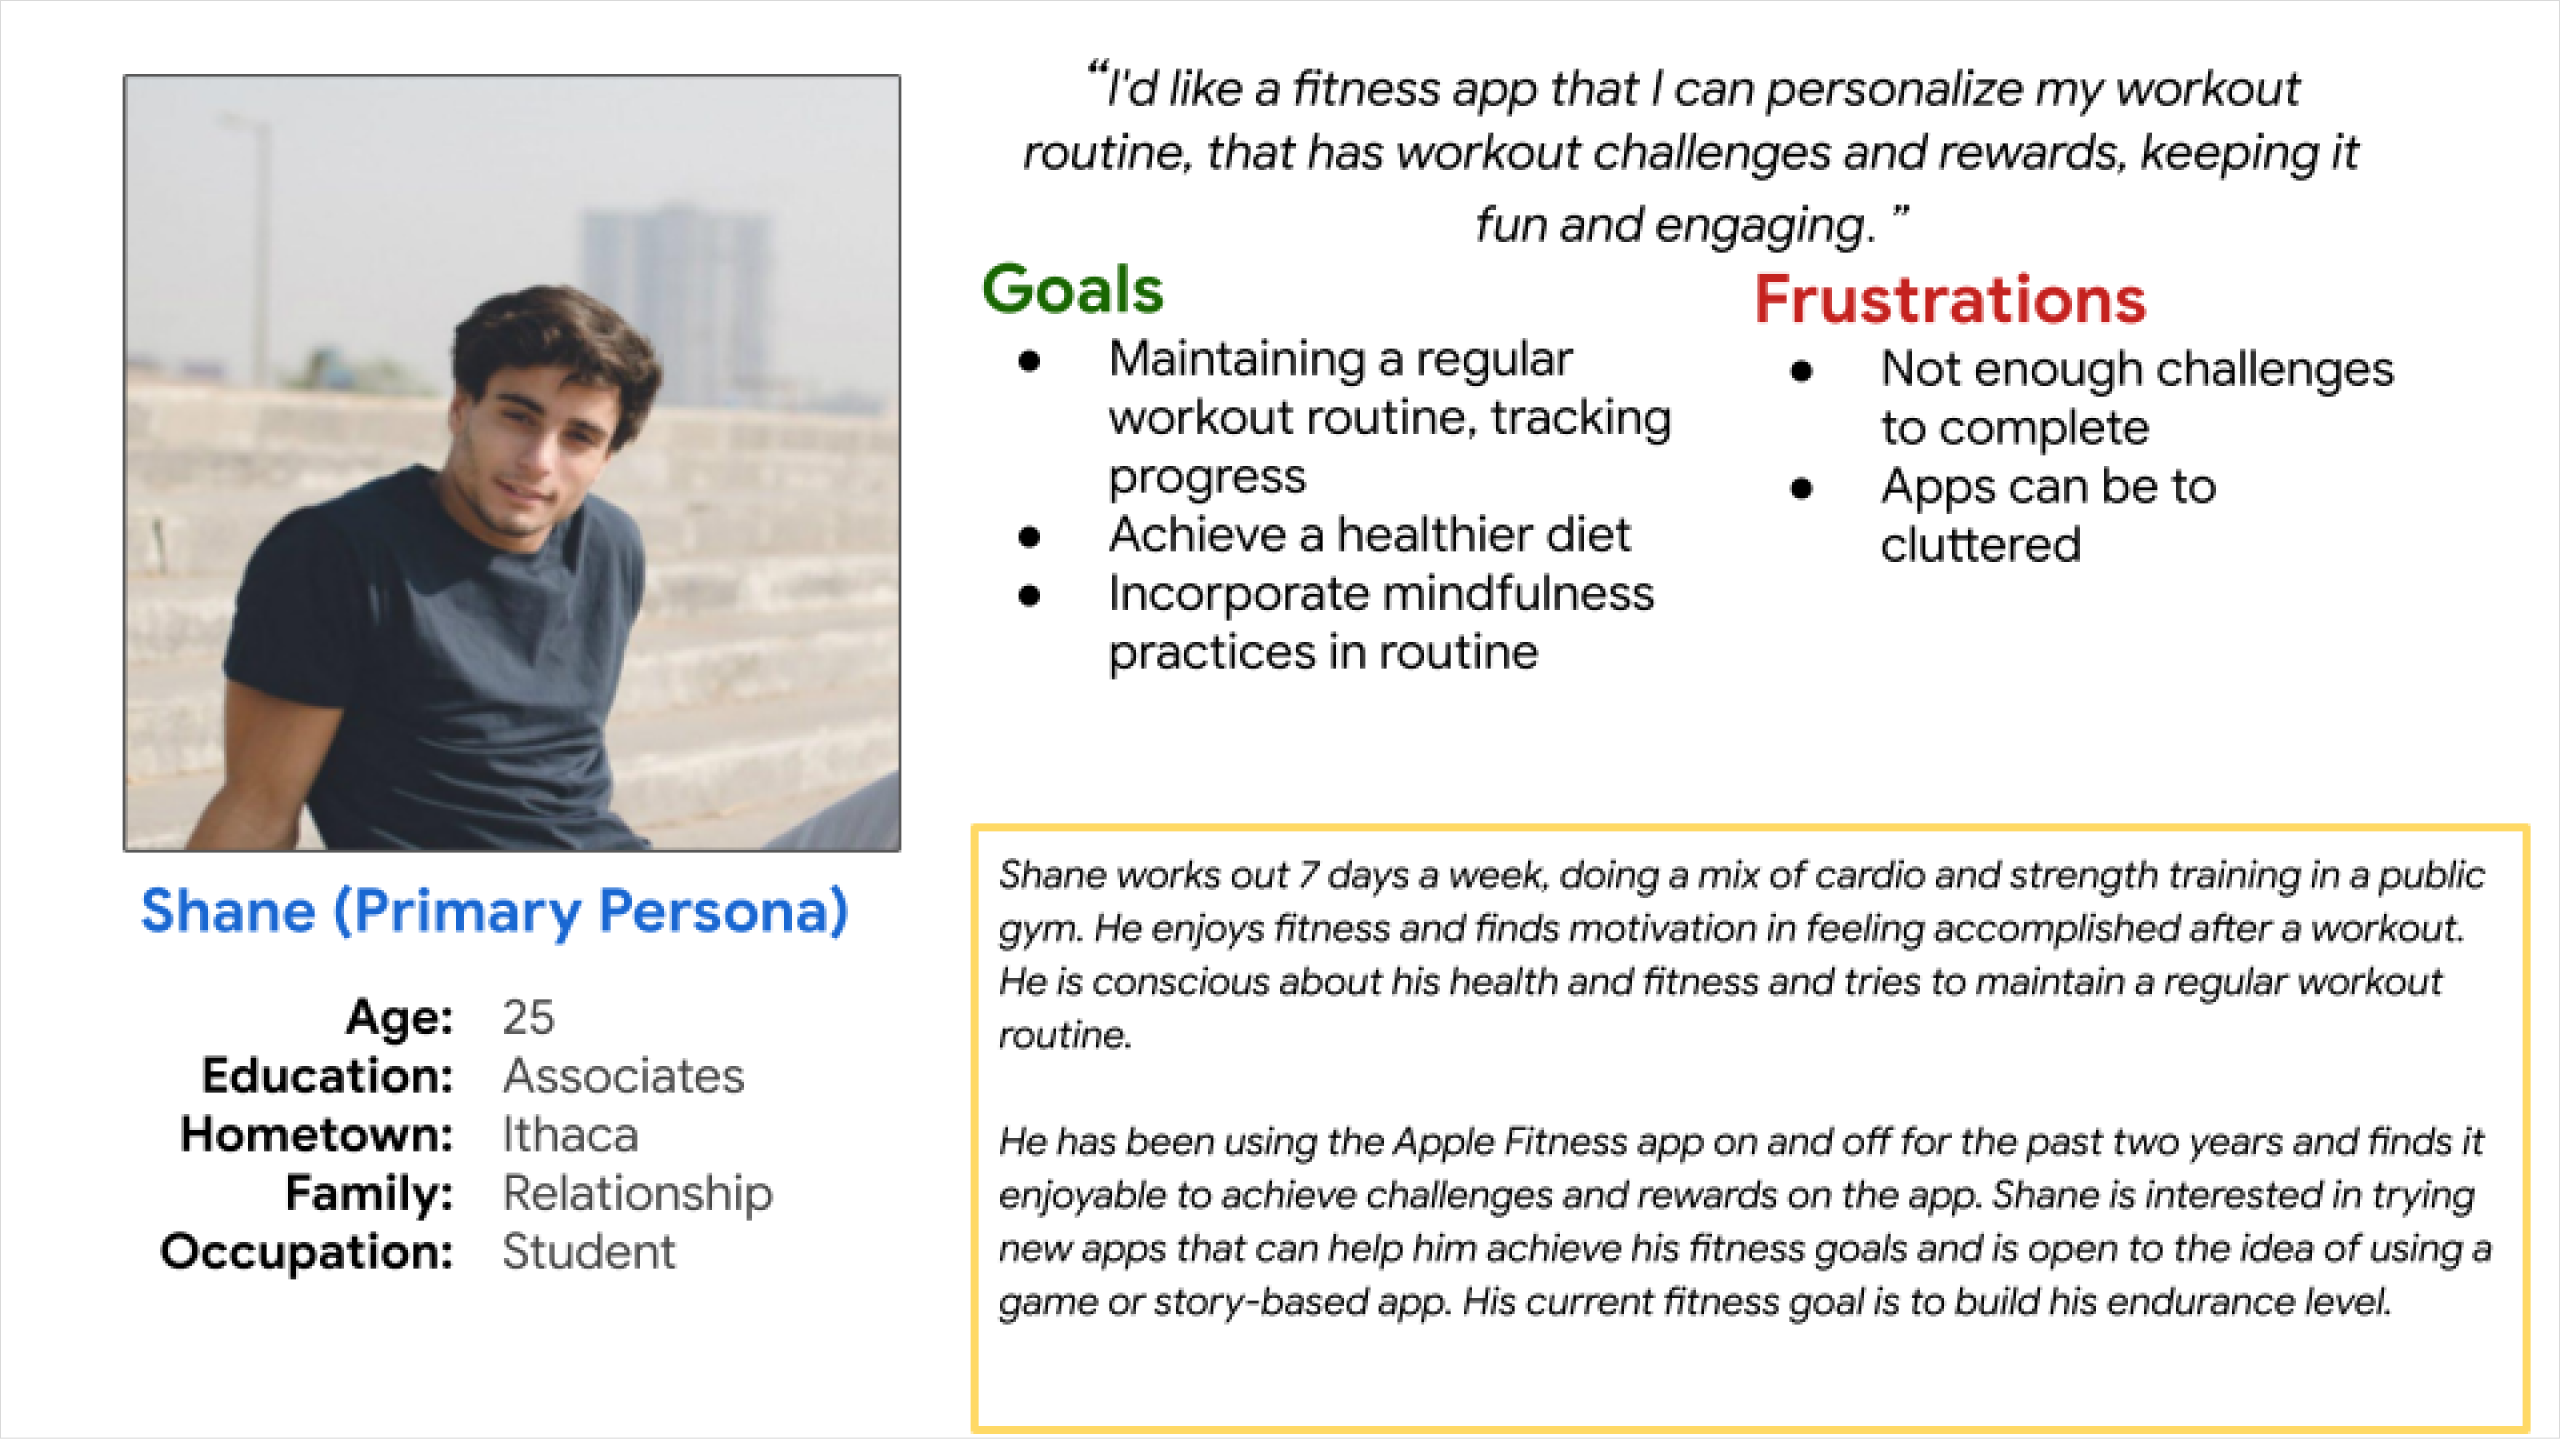 “I'd like a fitness app that I can personalize my workout
routine, that has workout challenges and rewards, keeping it
fun and engaging. ”
Goals
● Maintaining a regular
workout routine, tracking
progress
● Achieve a healthier diet
● Incorporate mindfulness
practices in routine
Frustrations
● Not enough challenges
to complete
● Apps can be to
cluttered
Shane (Primary Persona)
Age: 25
Education: Associates
Hometown: Ithaca
Family: Relationship
Occupation: Student
Shane works out 7 days a week, doing a mix of cardio and strength training in a public
gym. He enjoys fitness and finds motivation in feeling accomplished after a workout.
He is conscious about his health and fitness and tries to maintain a regular workout
routine.
He has been using the Apple Fitness app on and off for the past two years and finds it
enjoyable to achieve challenges and rewards on the app. Shane is interested in trying
new apps that can help him achieve his fitness goals and is open to the idea of using a
game or story-based app. His current fitness goal is to build his endurance level.